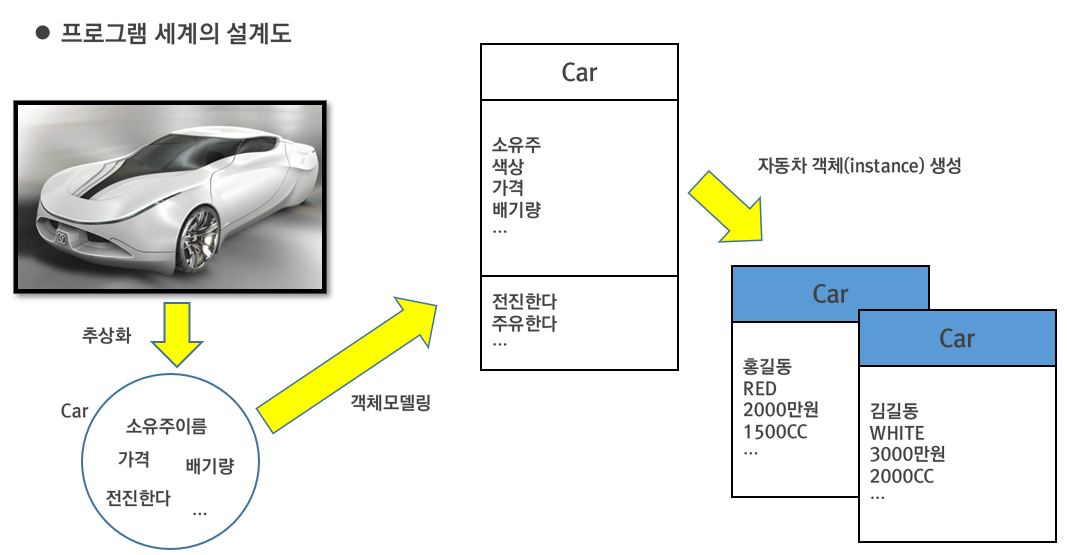 ● 프로그램 세계의 설계도
추상화
Car
소유주이름
가격
배기량
전진한다
...
객체모델링
Car
소유주
색상
가격
배기량
...
전진한다
주유한다
...
자동차 객체(instance) 생성
Car
홍길동
RED
2000만원
1500CC
...
Car
김길동
WHITE
3000만원
2000CC
...